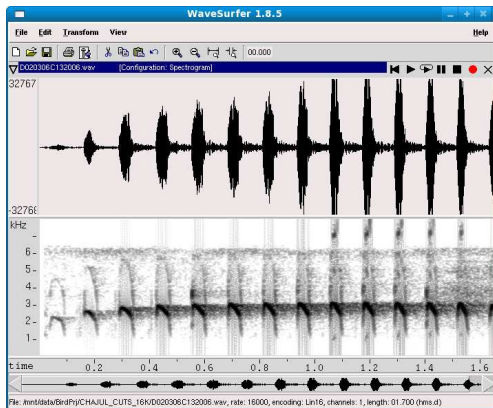 WaveSurfer 1.8.5
File Edit Transform View Help
00.000
D020306C132006.wav [Configuration: Spectrogram]
32767
-32768
kHz
6
5
4
3
2
1
time 0.2 0.4 0.6 0.8 1.0 1.2 1.4 1.6
File: /mnt/data/BirdPrj/CHAJUL_CUTS_16K/D020306C132006.wav, rate: 16000, encoding: Lin16, channels: 1, length: 01.700 (hms.d)